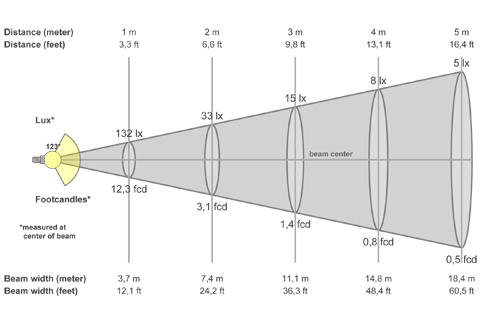 Distance (meter) 1 m 2 m 3 m 4 m 5 m
Distance (feet) 3,3 ft 6,6 ft 9,8 ft 13,1 ft 16,4 ft
5 lx
8 lx
15 lx
33 lx
Lux*
132 lx
123°
beam center
12,3 fcd
Footcandles*
3,1 fcd
1,4 fcd
*measured at
center of beam
0,8 fcd
0,5 fcd
Beam width (meter) 3,7 m 7,4 m 11,1 m 14,8 m 18,4 m
Beam width (feet) 12,1 ft 24,2 ft 36,3 ft 48,4 ft 60,5 ft